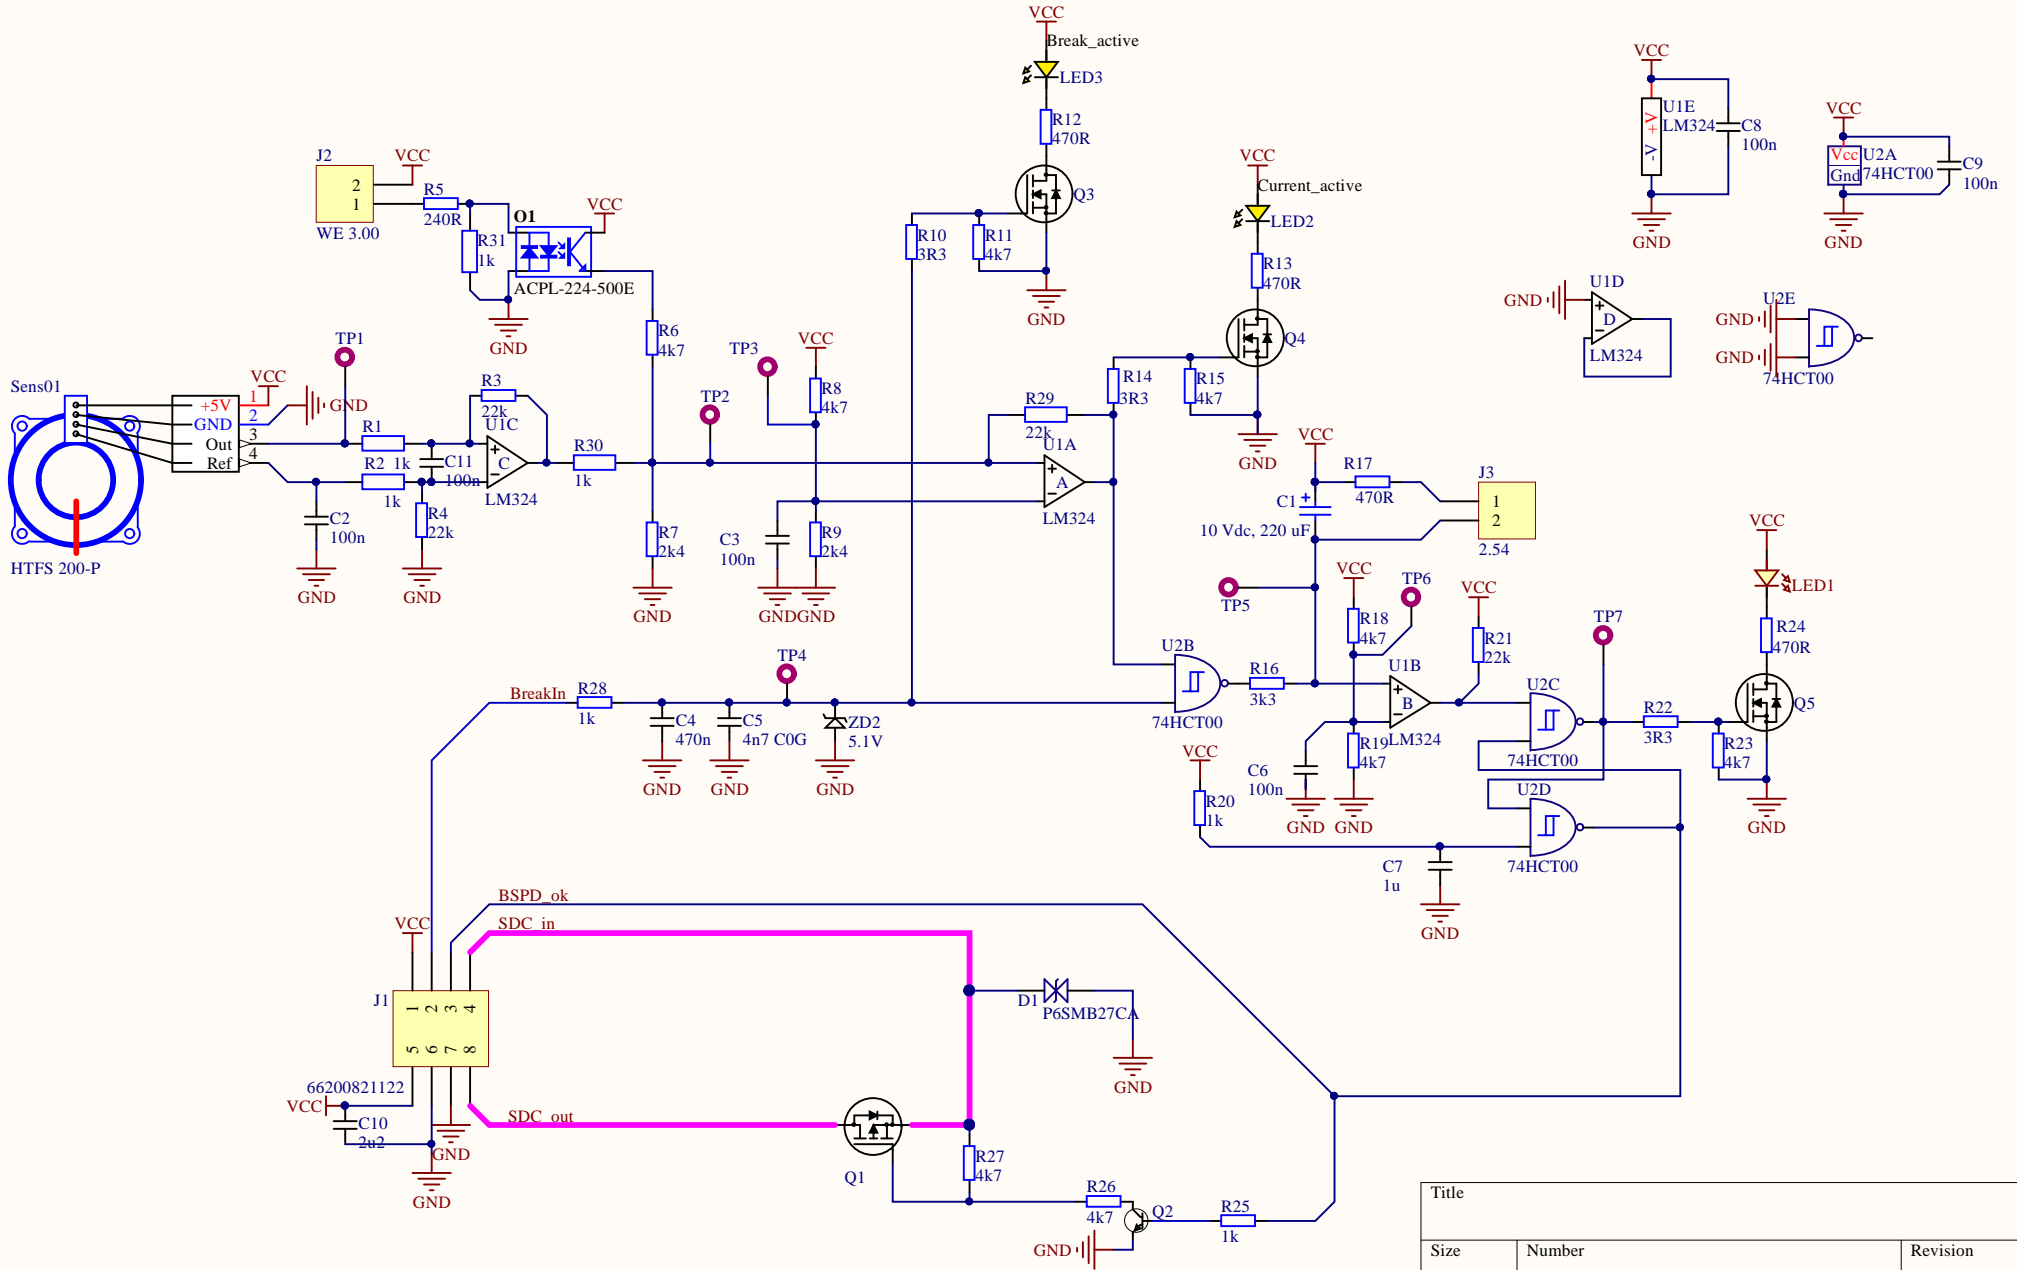 VCC
Break_active
LED3
R12
470R
Q3
R10
3R3
R11
4k7
GND
VCC
Current_active
LED2
R13
470R
Q4
R14
3R3
R15
4k7
GND
VCC
U1E
LM324
+V
-V
C8
100n
GND
VCC
Vcc
Gnd
U2A
74HCT00
C9
100n
GND
U1D
GND
D
LM324
U2E
GND
GND
74HCT00
J2
2
1
WE 3.00
VCC
R5
240R
R31
1k
O1
VCC
ACPL-224-500E
GND
R6
4k7
TP1
Sens01
HTFS 200-P
+5V
GND
Out
Ref
1
2
3
4
VCC
GND
R1
1k
R2
1k
C2
100n
GND
C11
100n
R3
22k
U1C
C
LM324
R4
22k
GND
R30
1k
TP2
R7
2k4
GND
TP3
VCC
R8
4k7
C3
100n
R9
2k4
GND
GND
R29
22k
U1A
A
LM324
VCC
C1
10 Vdc, 220 uF
R17
470R
J3
1
2
2.54
TP5
VCC
R18
4k7
TP6
VCC
R21
22k
U1B
B
LM324
R19
4k7
C6
100n
GND
GND
BreakIn
R28
1k
C4
470n
GND
C5
4n7 C0G
GND
TP4
ZD2
5.1V
GND
U2B
74HCT00
R16
3k3
VCC
R20
1k
C7
1u
GND
U2C
74HCT00
U2D
74HCT00
TP7
R22
3R3
R23
4k7
VCC
LED1
R24
470R
Q5
GND
BSPD_ok
SDC_in
VCC
J1
1
2
3
4
5
6
7
8
66200821122
VCC
C10
2u2
GND
GND
SDC_out
D1
P6SMB27CA
GND
Q1
R27
4k7
R26
4k7
Q2
GND
R25
1k
Title
Size
Number
Revision